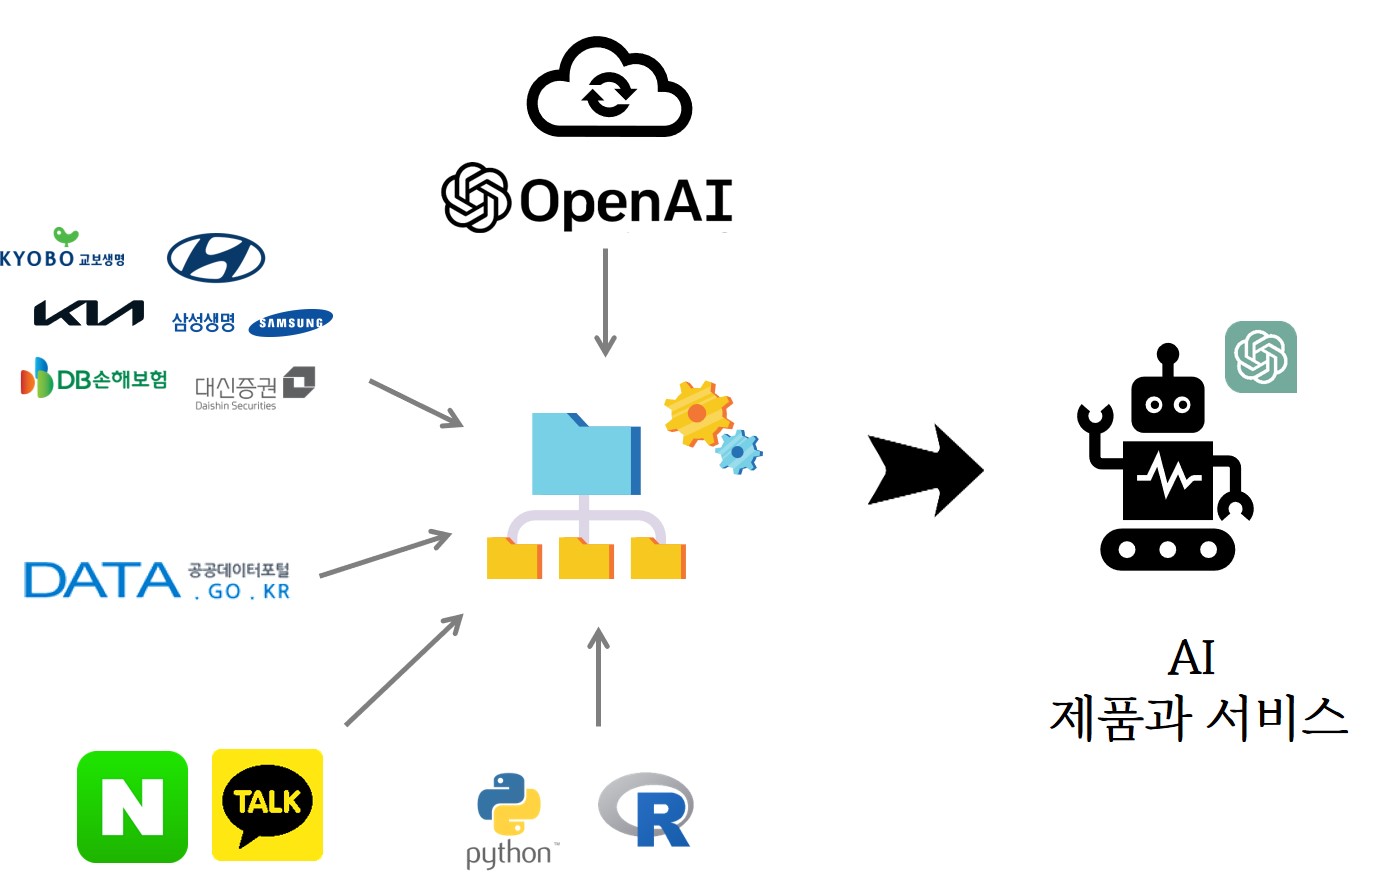 OpenAI
KYOBO 교보생명
KIA
삼성생명 SAMSUNG
DB손해보험
대신증권
Daishin Securities
DATA 공공데이터포털
.GO.KR
N
TALK
python™
R
AI
제품과 서비스